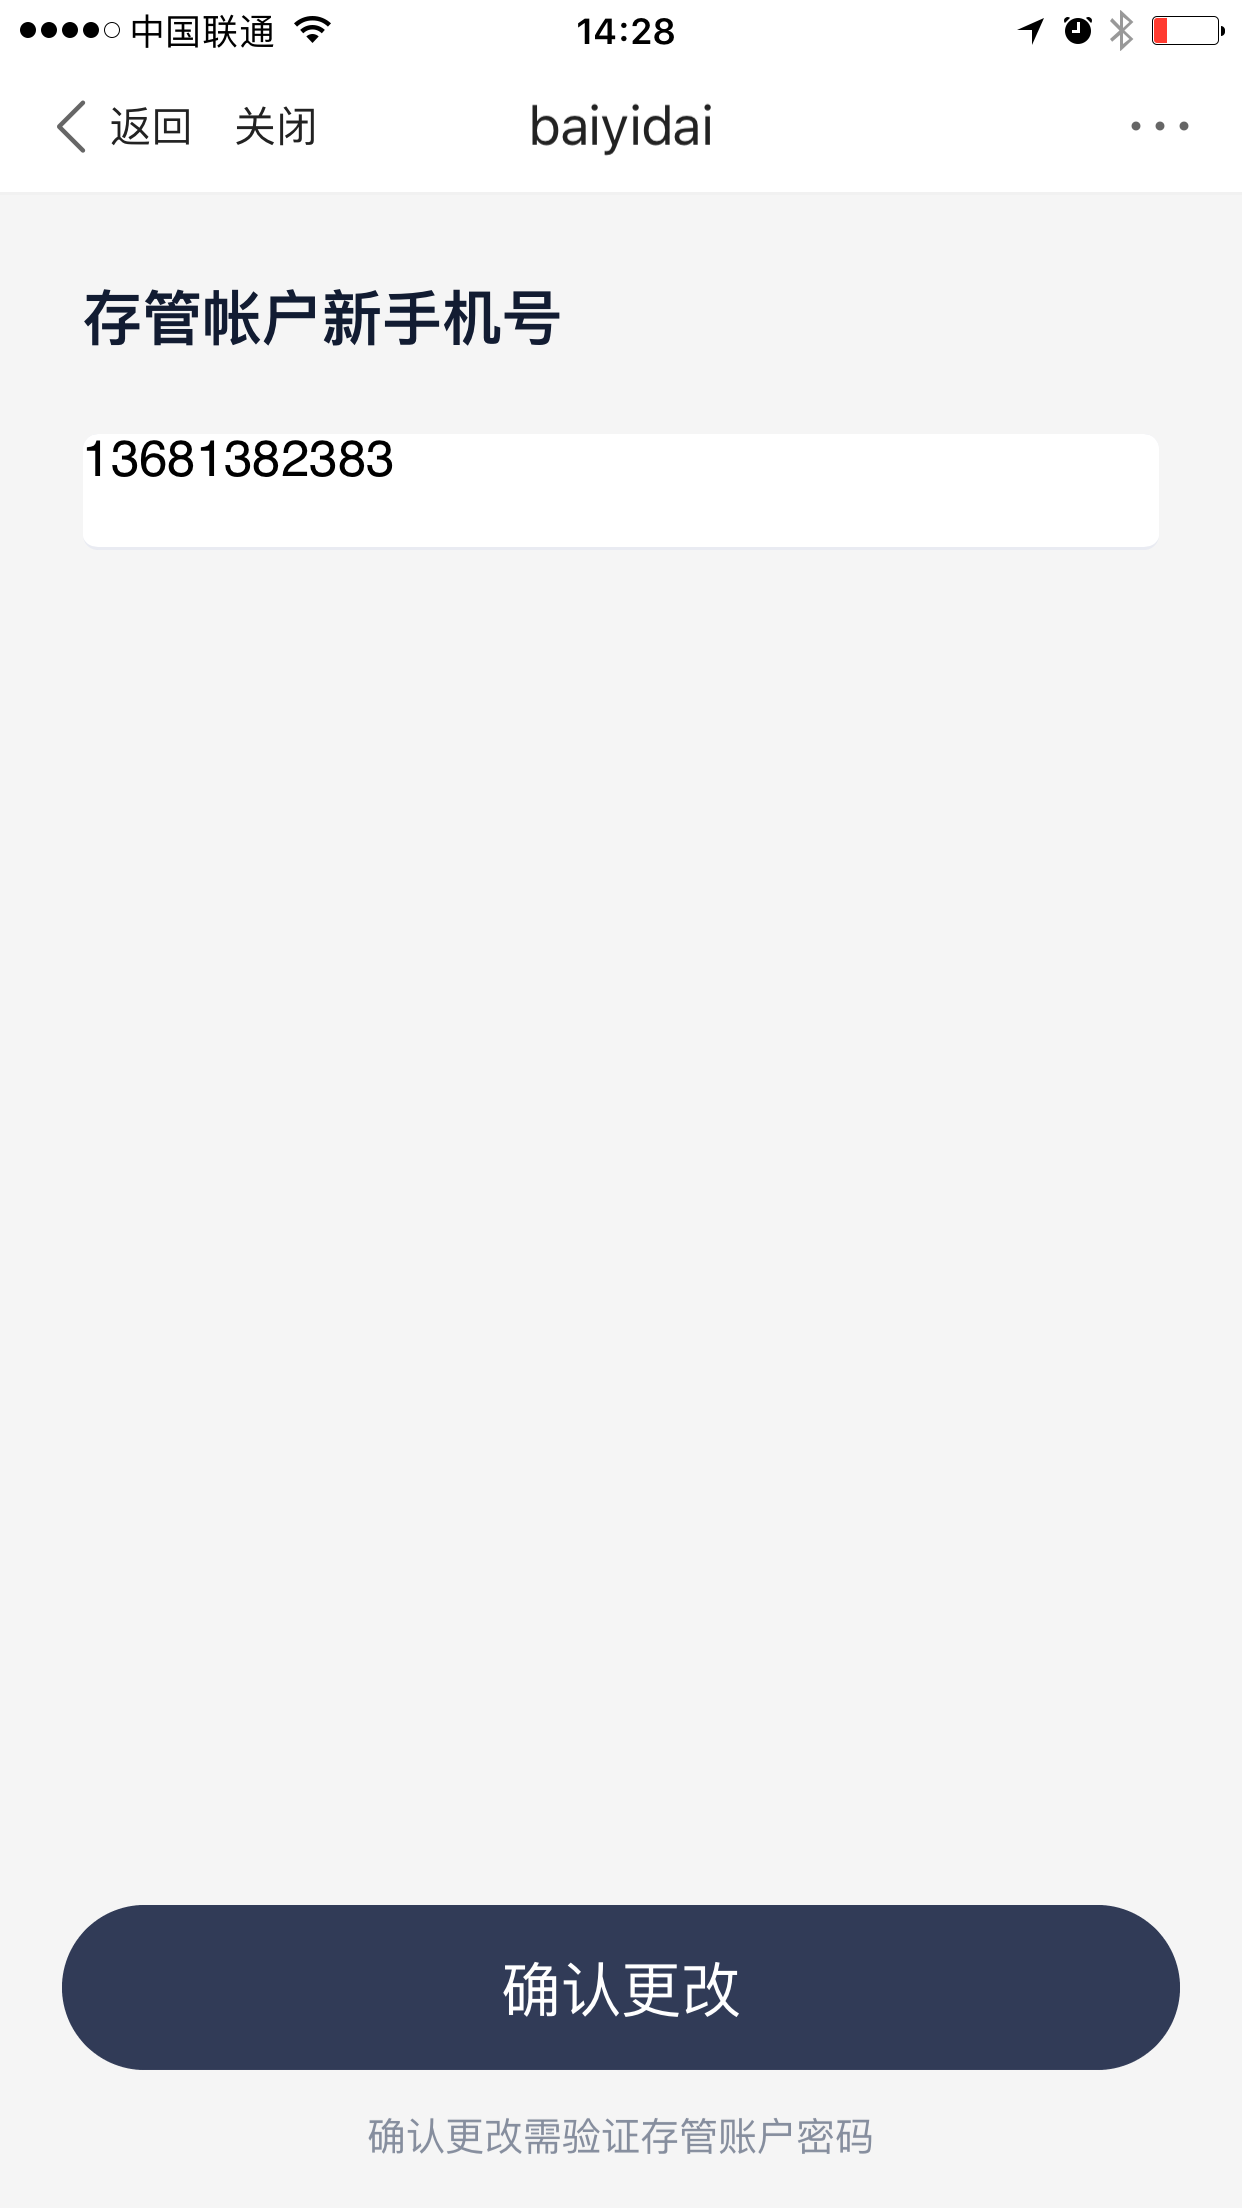 中国联通 14:28
返回 关闭 baiyidai
存管帐户新手机号
13681382383
确认更改
确认更改需验证存管账户密码